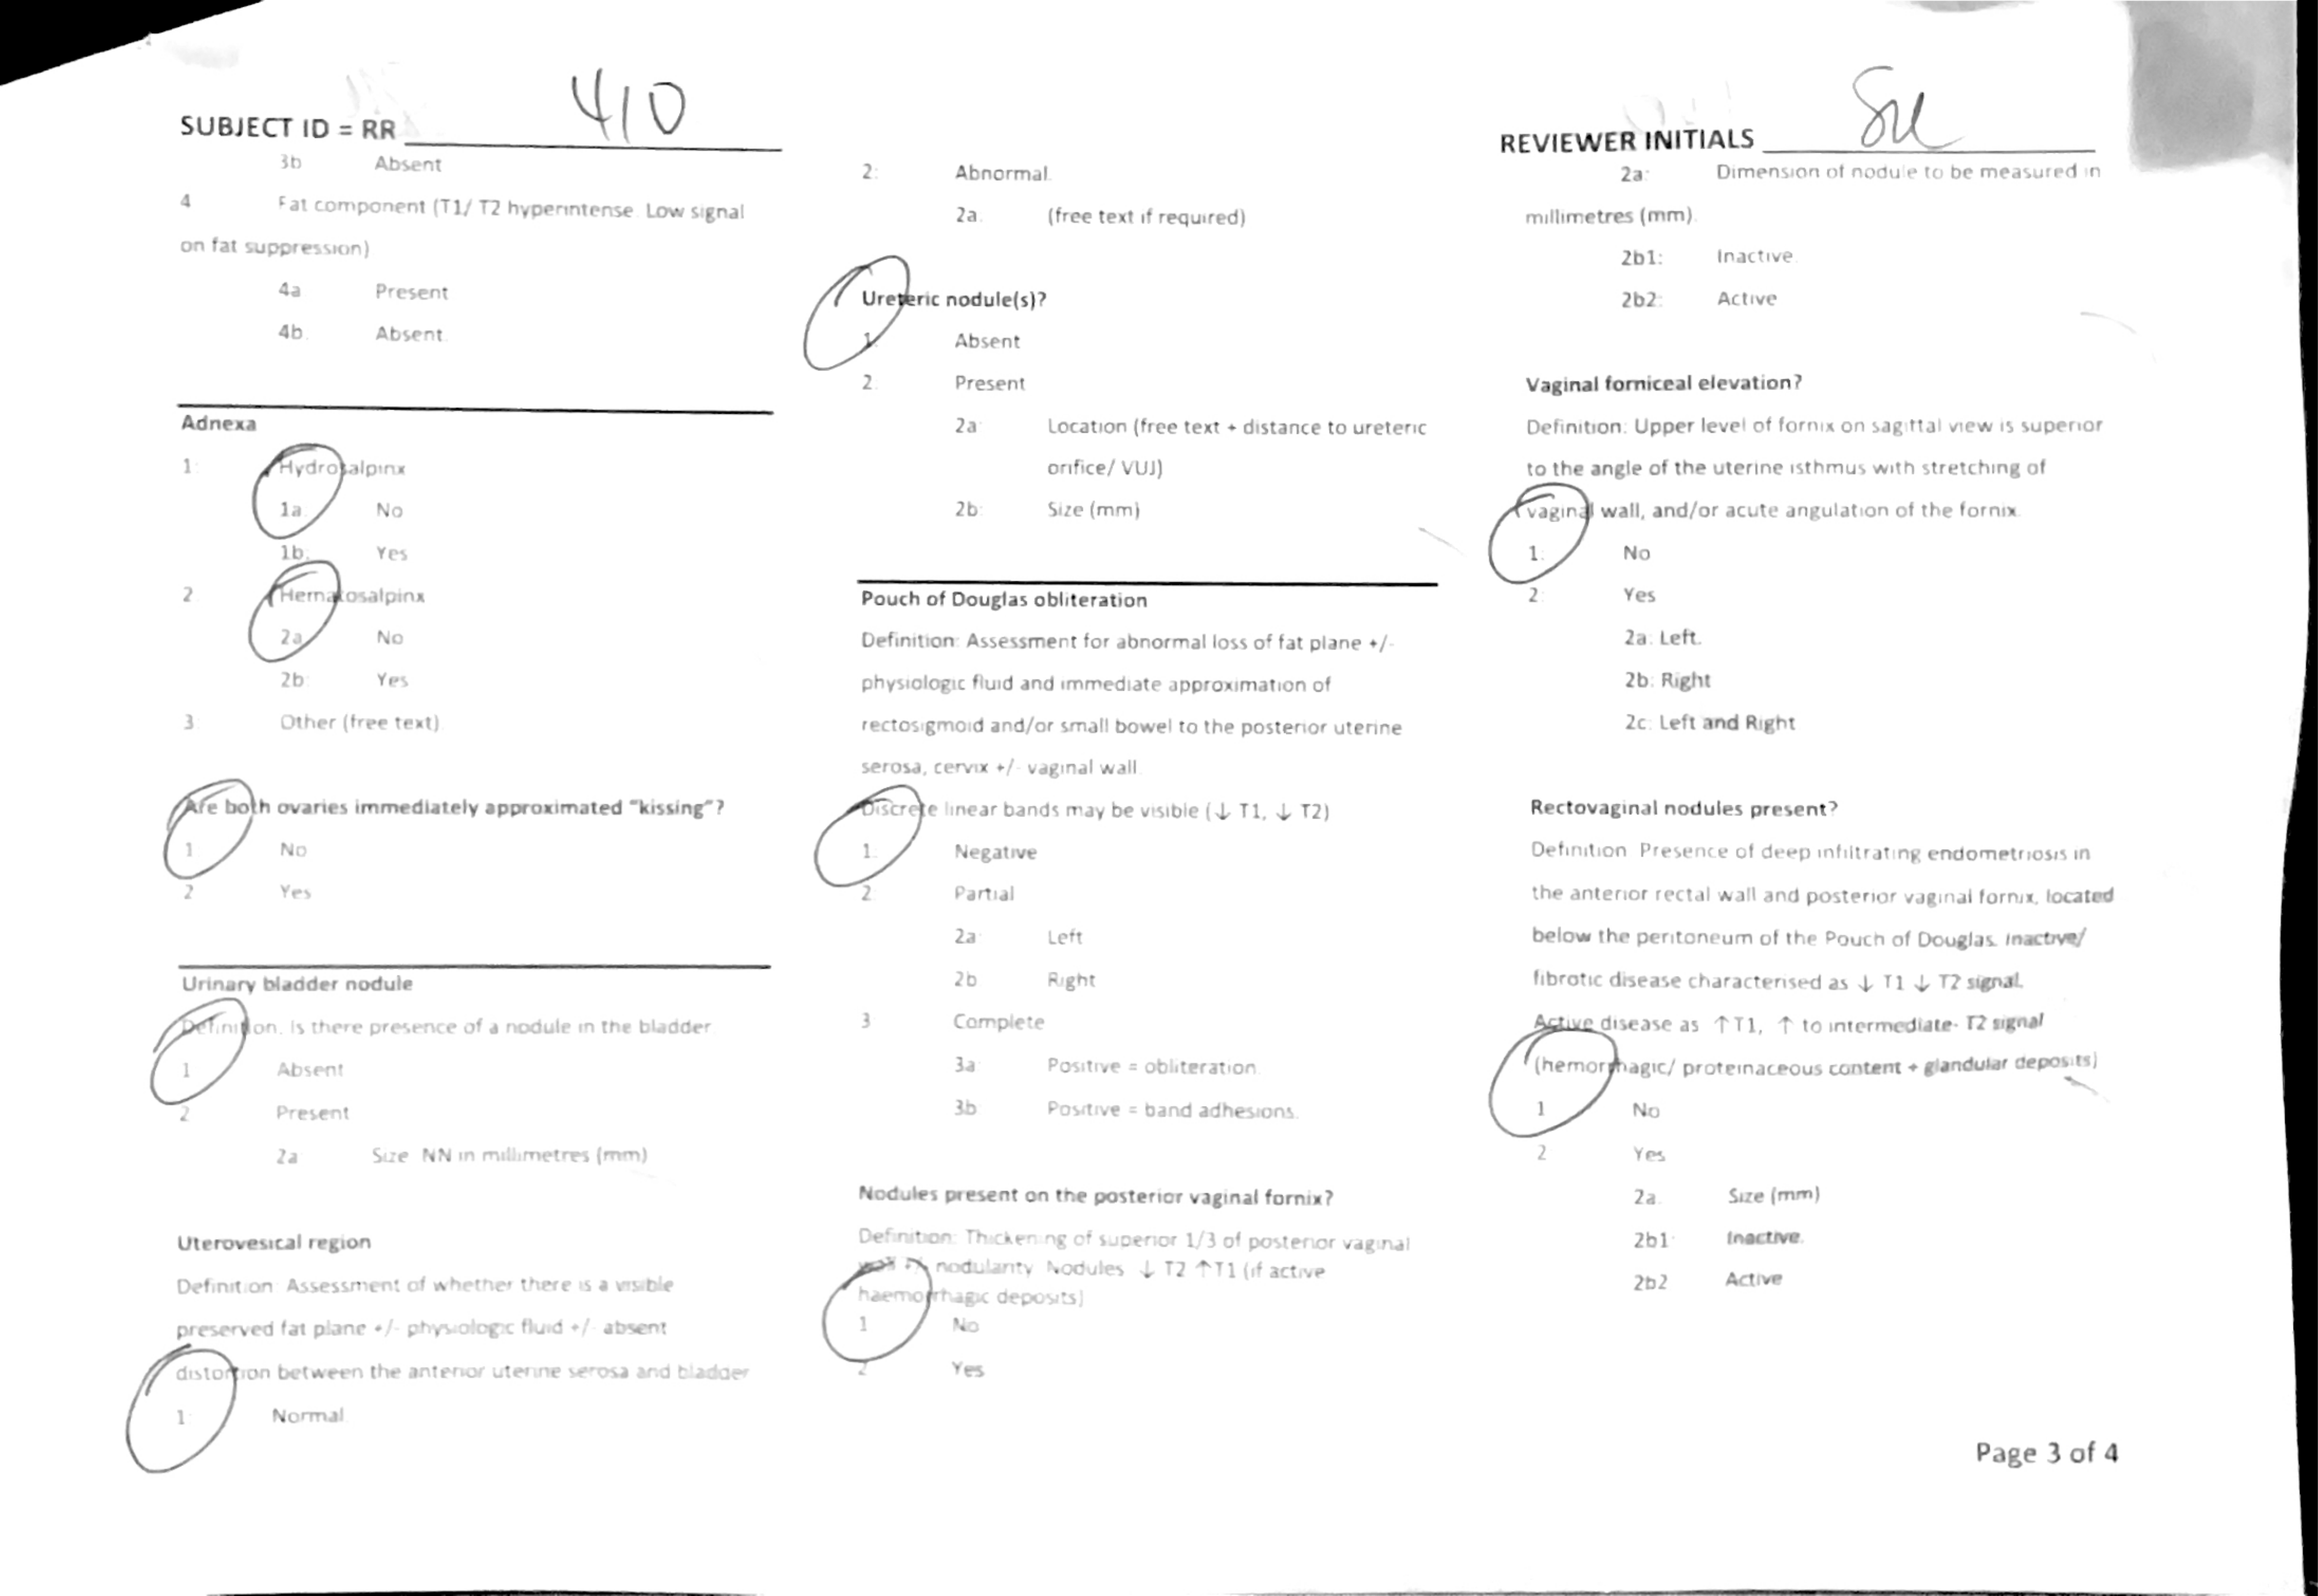 SUBJECT ID = RR 410
REVIEWER INITIALS
3b Absent
4 Fat component (T1/ T2 hyperintense. Low signal
on fat suppression)
4a Present
4b. Absent.
Adnexa
1: Hydrosalpinx
1a No
1b: Yes
2. Hematosalpinx
2a No
2b: Yes
3: Other (free text)
Are both ovaries immediately approximated "kissing"?
1 No
2 Yes
Urinary bladder nodule
Definition. Is there presence of a nodule in the bladder
1 Absent
2 Present
2a Size NN in millimetres (mm)
Uterovesical region
Definition Assessment of whether there is a visible
preserved fat plane +/- physiologic fluid +/- absent
distortion between the anterior uterine serosa and bladder
1: Normal
2: Abnormal.
2a. (free text if required)
Ureteric nodule(s)?
1. Absent
2. Present
2a: Location (free text + distance to ureteric
orifice/ VUJ)
2b: Size (mm)
Pouch of Douglas obliteration
Definition: Assessment for abnormal loss of fat plane +/-
physiologic fluid and immediate approximation of
rectosigmoid and/or small bowel to the posterior uterine
serosa, cervix +/- vaginal wall.
Discrete linear bands may be visible (↓ T1, ↓ T2)
1: Negative
2. Partial
2a: Left
2b Right
3 Complete
3a: Positive = obliteration.
3b: Positive = band adhesions.
Nodules present on the posterior vaginal fornix?
Definition: Thickening of superior 1/3 of posterior vaginal
nodularity Nodules ↓ T2 ↑T1 (if active
haemorrhagic deposits)
1 No
2 Yes
2a: Dimension of nodule to be measured in
millimetres (mm).
2b1: Inactive.
2b2: Active
Vaginal forniceal elevation?
Definition: Upper level of fornix on sagittal view is superior
to the angle of the uterine isthmus with stretching of
vaginal wall, and/or acute angulation of the fornix.
1: No
2: Yes
2a: Left.
2b: Right
2c: Left and Right
Rectovaginal nodules present?
Definition Presence of deep infiltrating endometriosis in
the anterior rectal wall and posterior vaginal fornix, located
below the peritoneum of the Pouch of Douglas. Inactive/
fibrotic disease characterised as ↓ T1 ↓ T2 signal.
Active disease as ↑T1, ↑ to intermediate- T2 signal
(hemorrhagic/ proteinaceous content + glandular deposits)
1 No
2 Yes
2a. Size (mm)
2b1: Inactive.
2b2 Active
Page 3 of 4